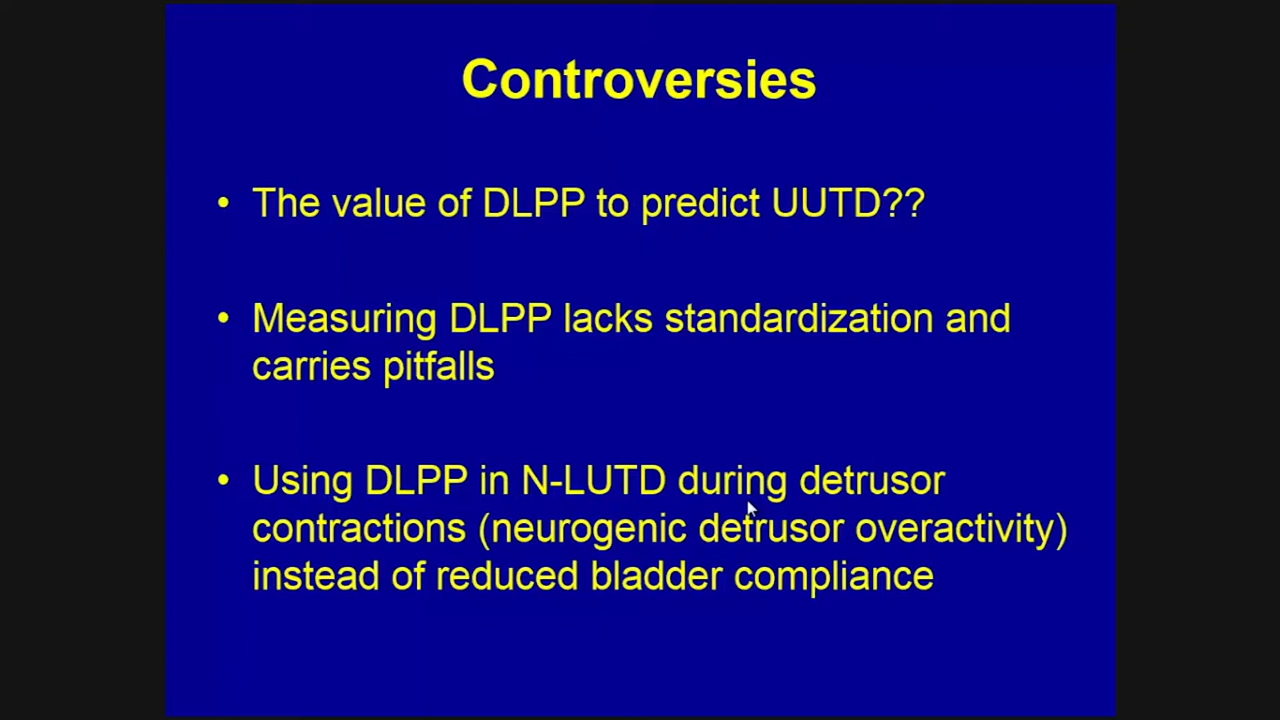 Controversies
• The value of DLPP to predict UUTD??
• Measuring DLPP lacks standardization and
carries pitfalls
• Using DLPP in N-LUTD during detrusor
contractions (neurogenic detrusor overactivity)
instead of reduced bladder compliance